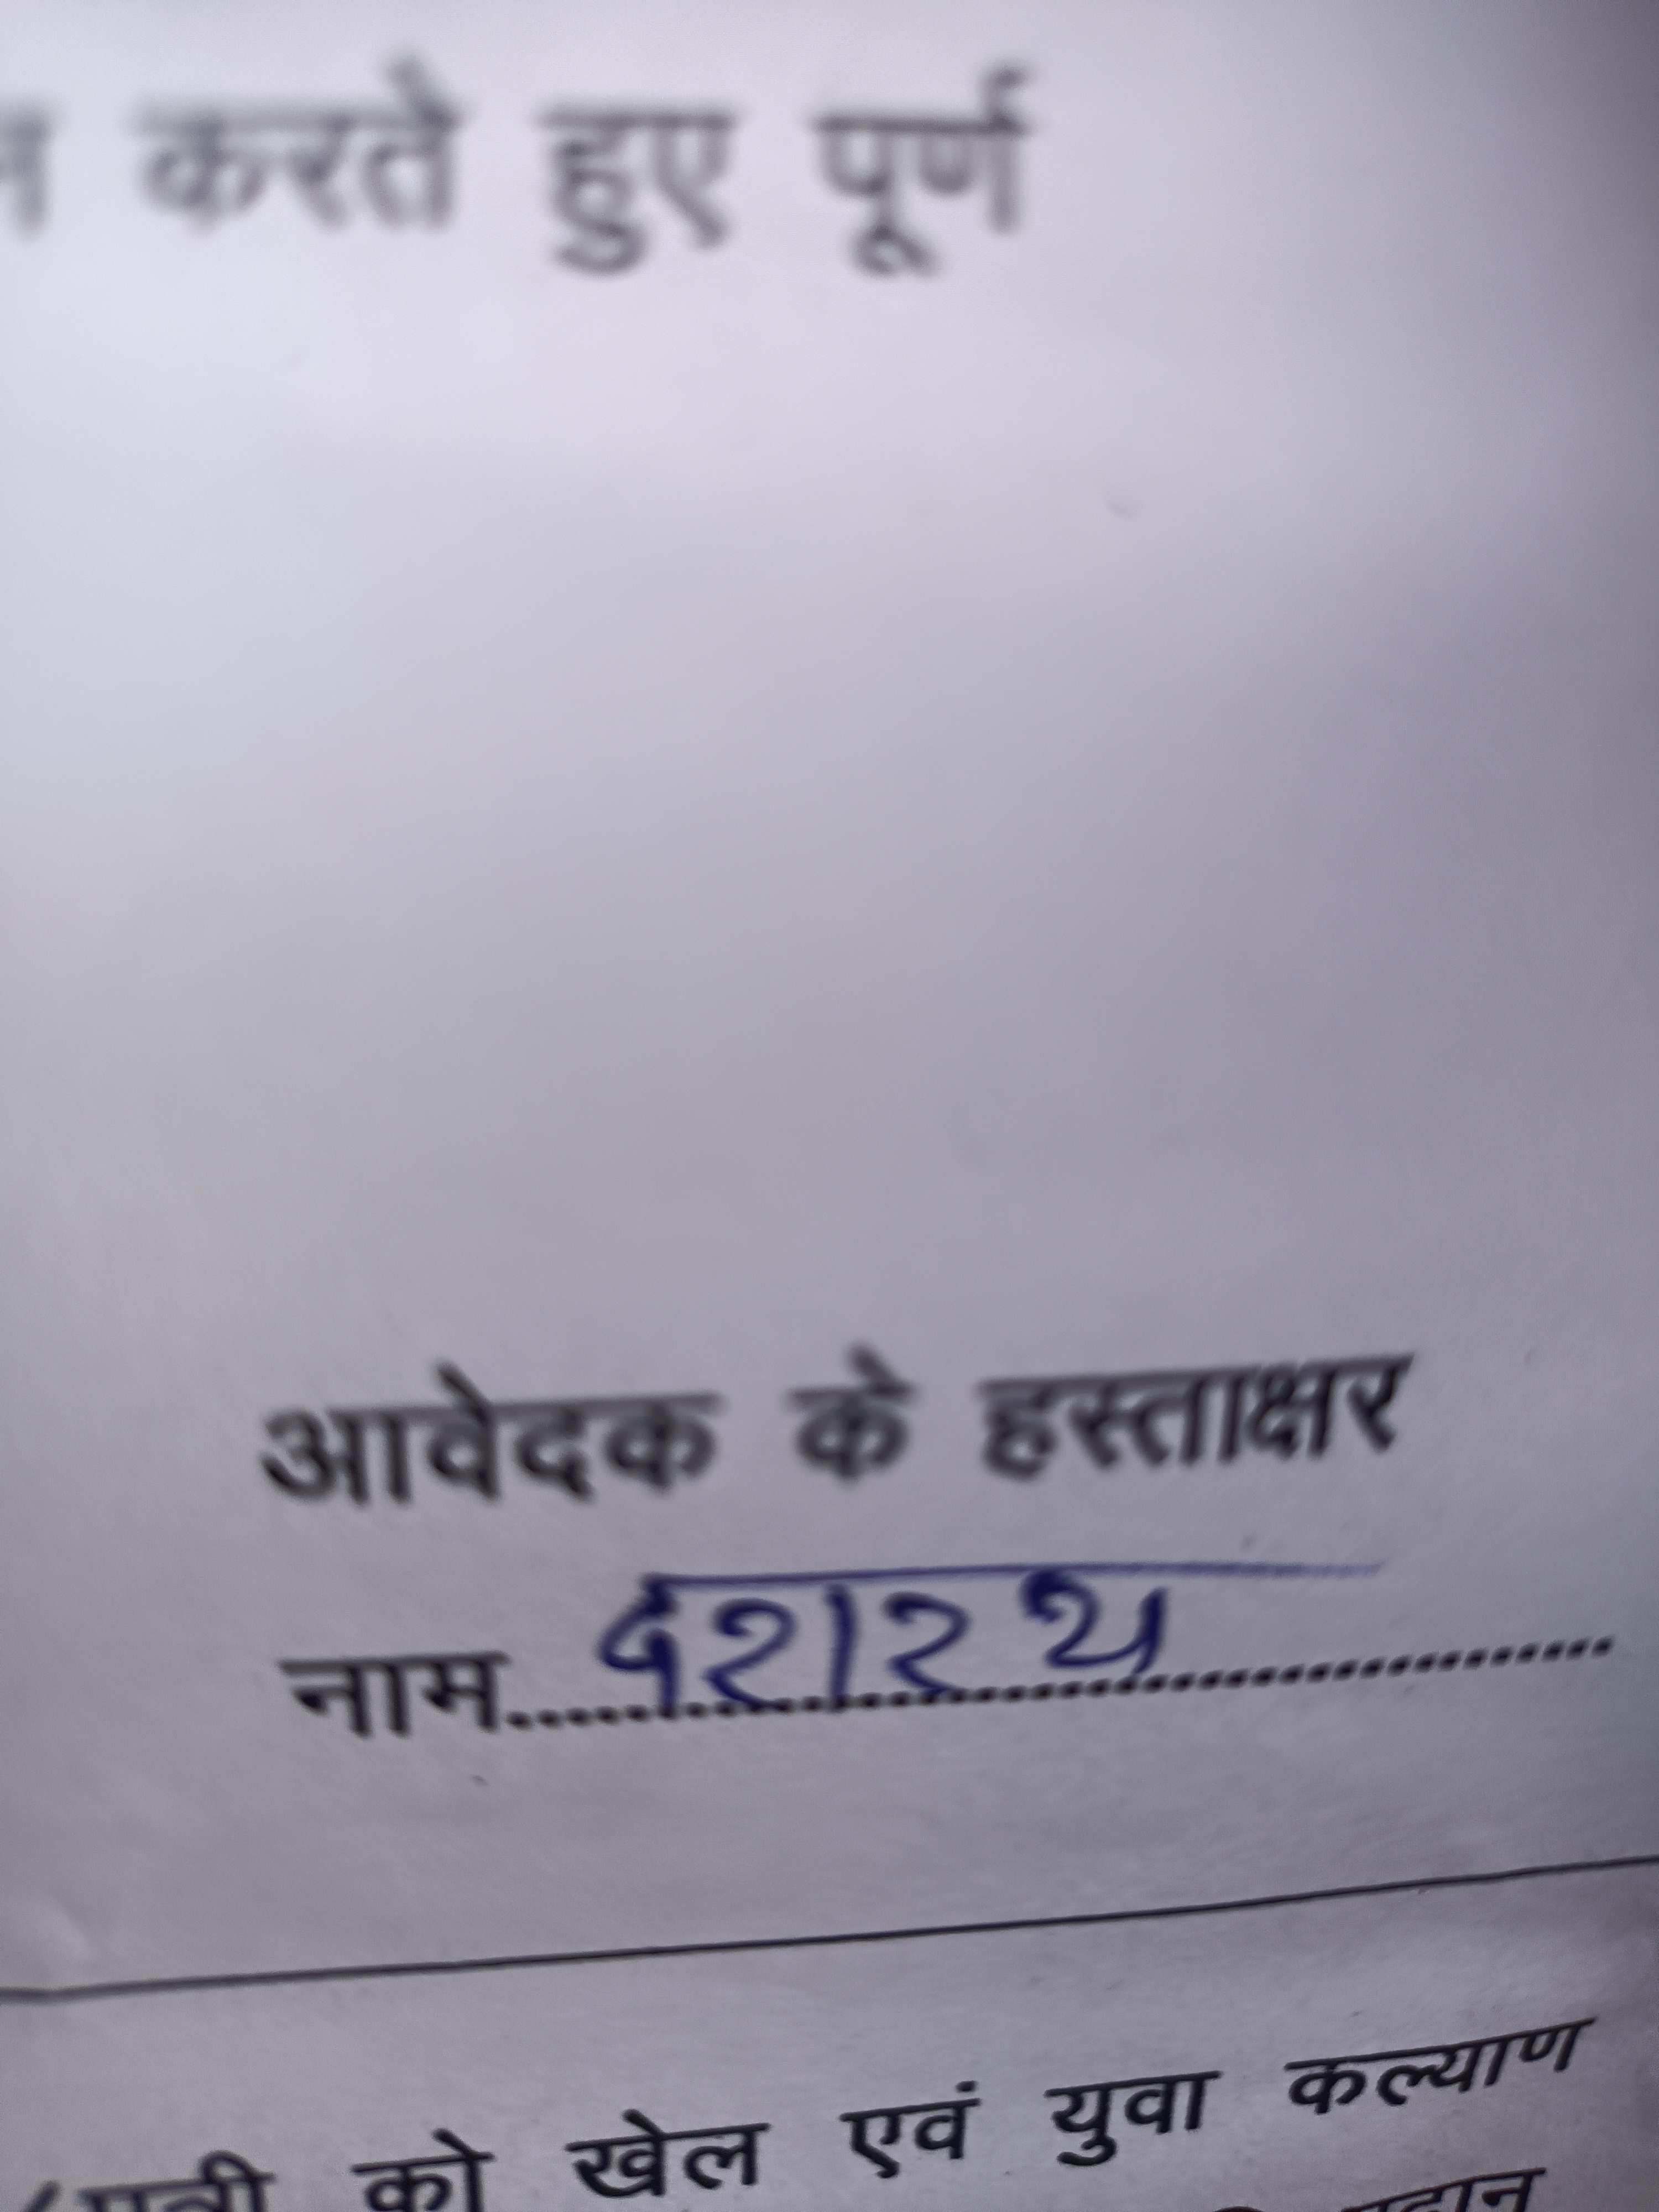 करते हुए पूर्ण
आवेदक के हस्ताक्षर
नाम....दशरथ....................
को खेल एवं युवा कल्याण